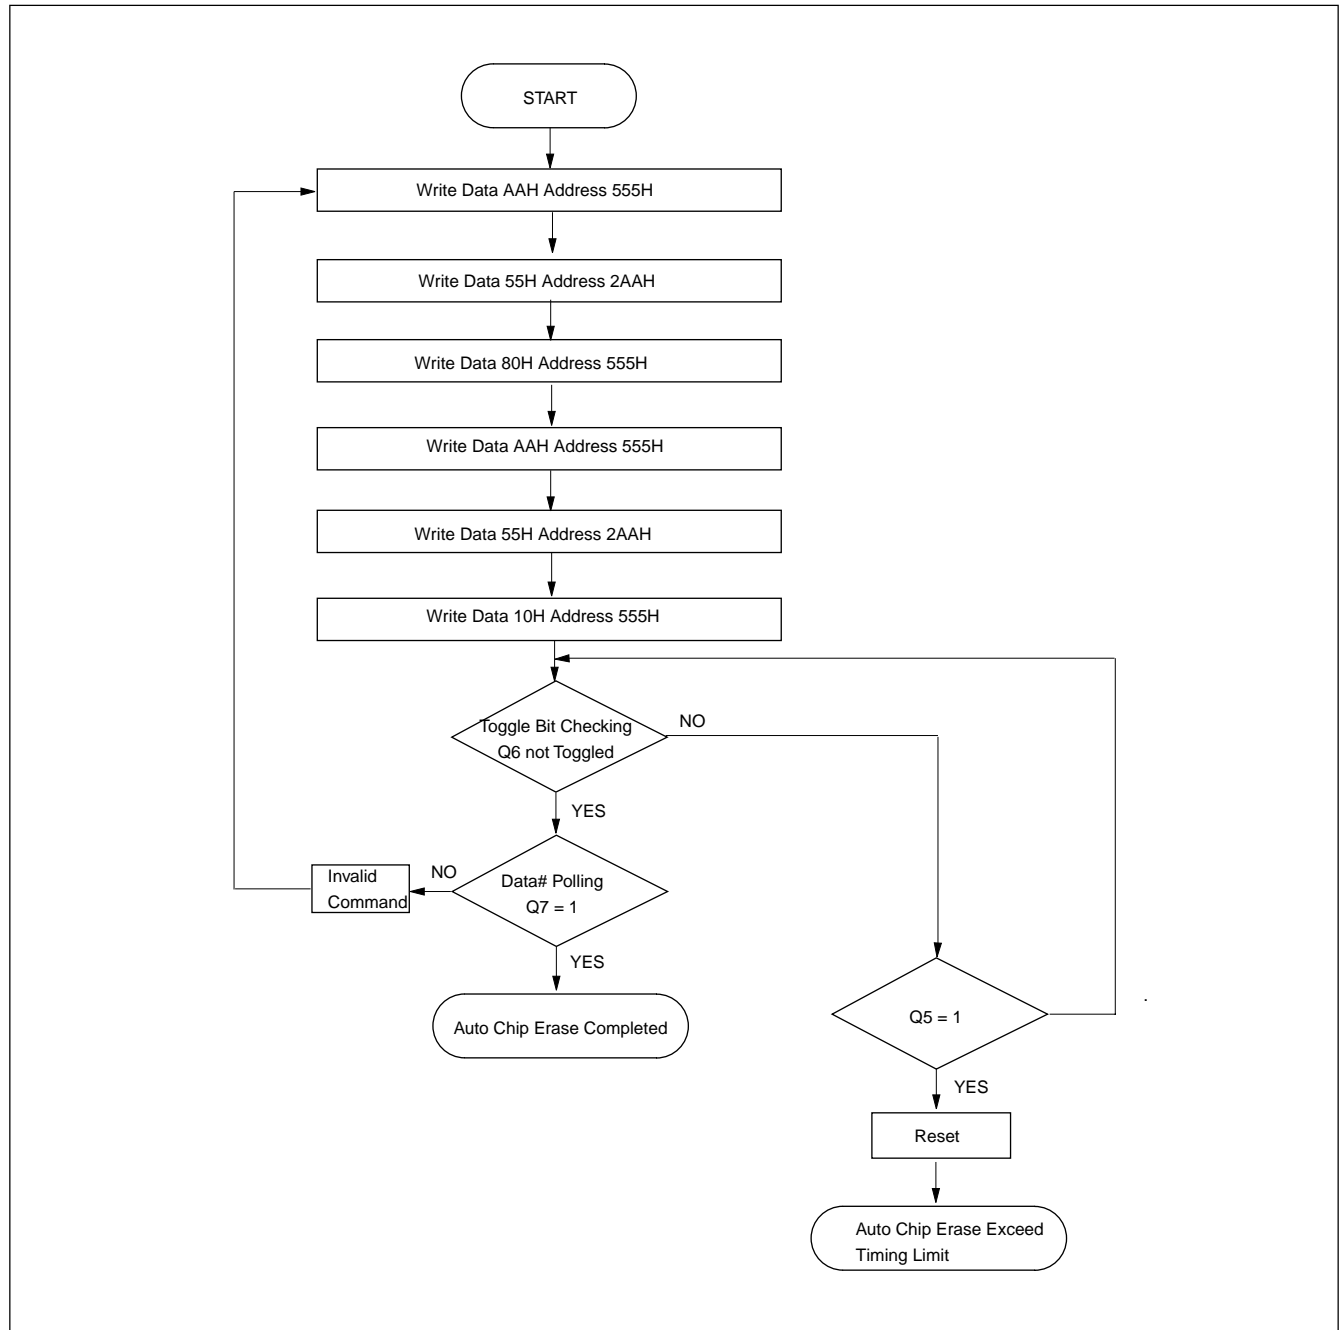 START
Write Data AAH Address 555H
Write Data 55H Address 2AAH
Write Data 80H Address 555H
Write Data AAH Address 555H
Write Data 55H Address 2AAH
Write Data 10H Address 555H
Toggle Bit Checking
Q6 not Toggled
NO
YES
Invalid
Command
NO
Data# Polling
Q7 = 1
YES
Auto Chip Erase Completed
Q5 = 1
.
YES
Reset
Auto Chip Erase Exceed
Timing Limit